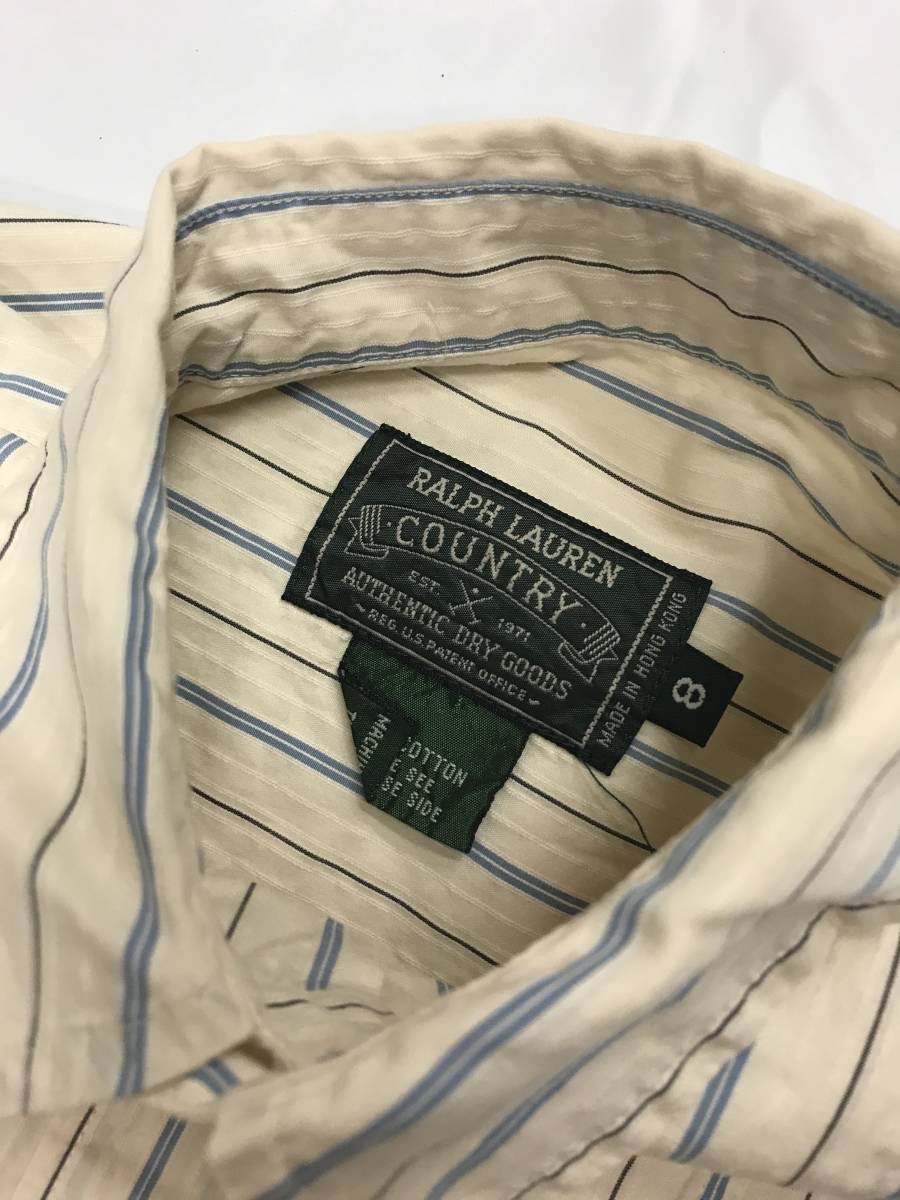 RALPH LAUREN
COUNTRY
EST. 1971
AUTHENTIC DRY GOODS
~REG. U.S. PATENT OFFICE~
MADE IN HONG KONG
8
COTTON
E SEE
SE SIDE
MACHI